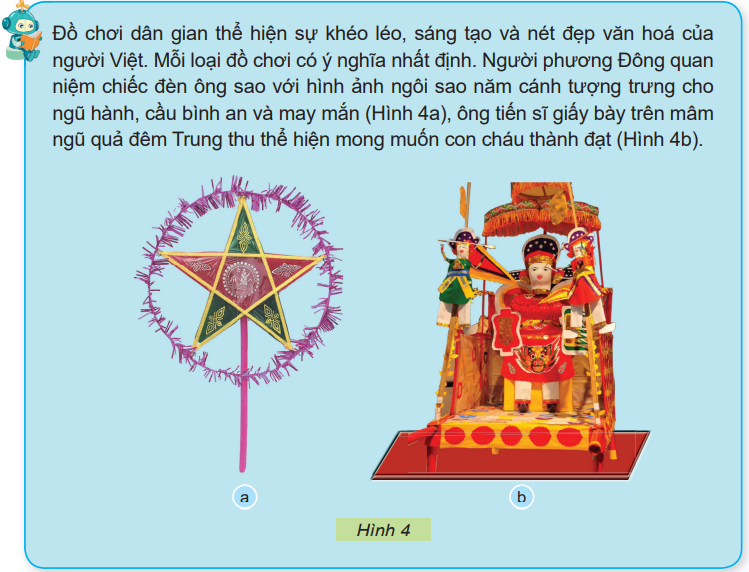 Đồ chơi dân gian thể hiện sự khéo léo, sáng tạo và nét đẹp văn hoá của
người Việt. Mỗi loại đồ chơi có ý nghĩa nhất định. Người phương Đông quan
niệm chiếc đèn ông sao với hình ảnh ngôi sao năm cánh tượng trưng cho
ngũ hành, cầu bình an và may mắn (Hình 4a), ông tiến sĩ giấy bày trên mâm
ngũ quả đêm Trung thu thể hiện mong muốn con cháu thành đạt (Hình 4b).
a
b
Hình 4